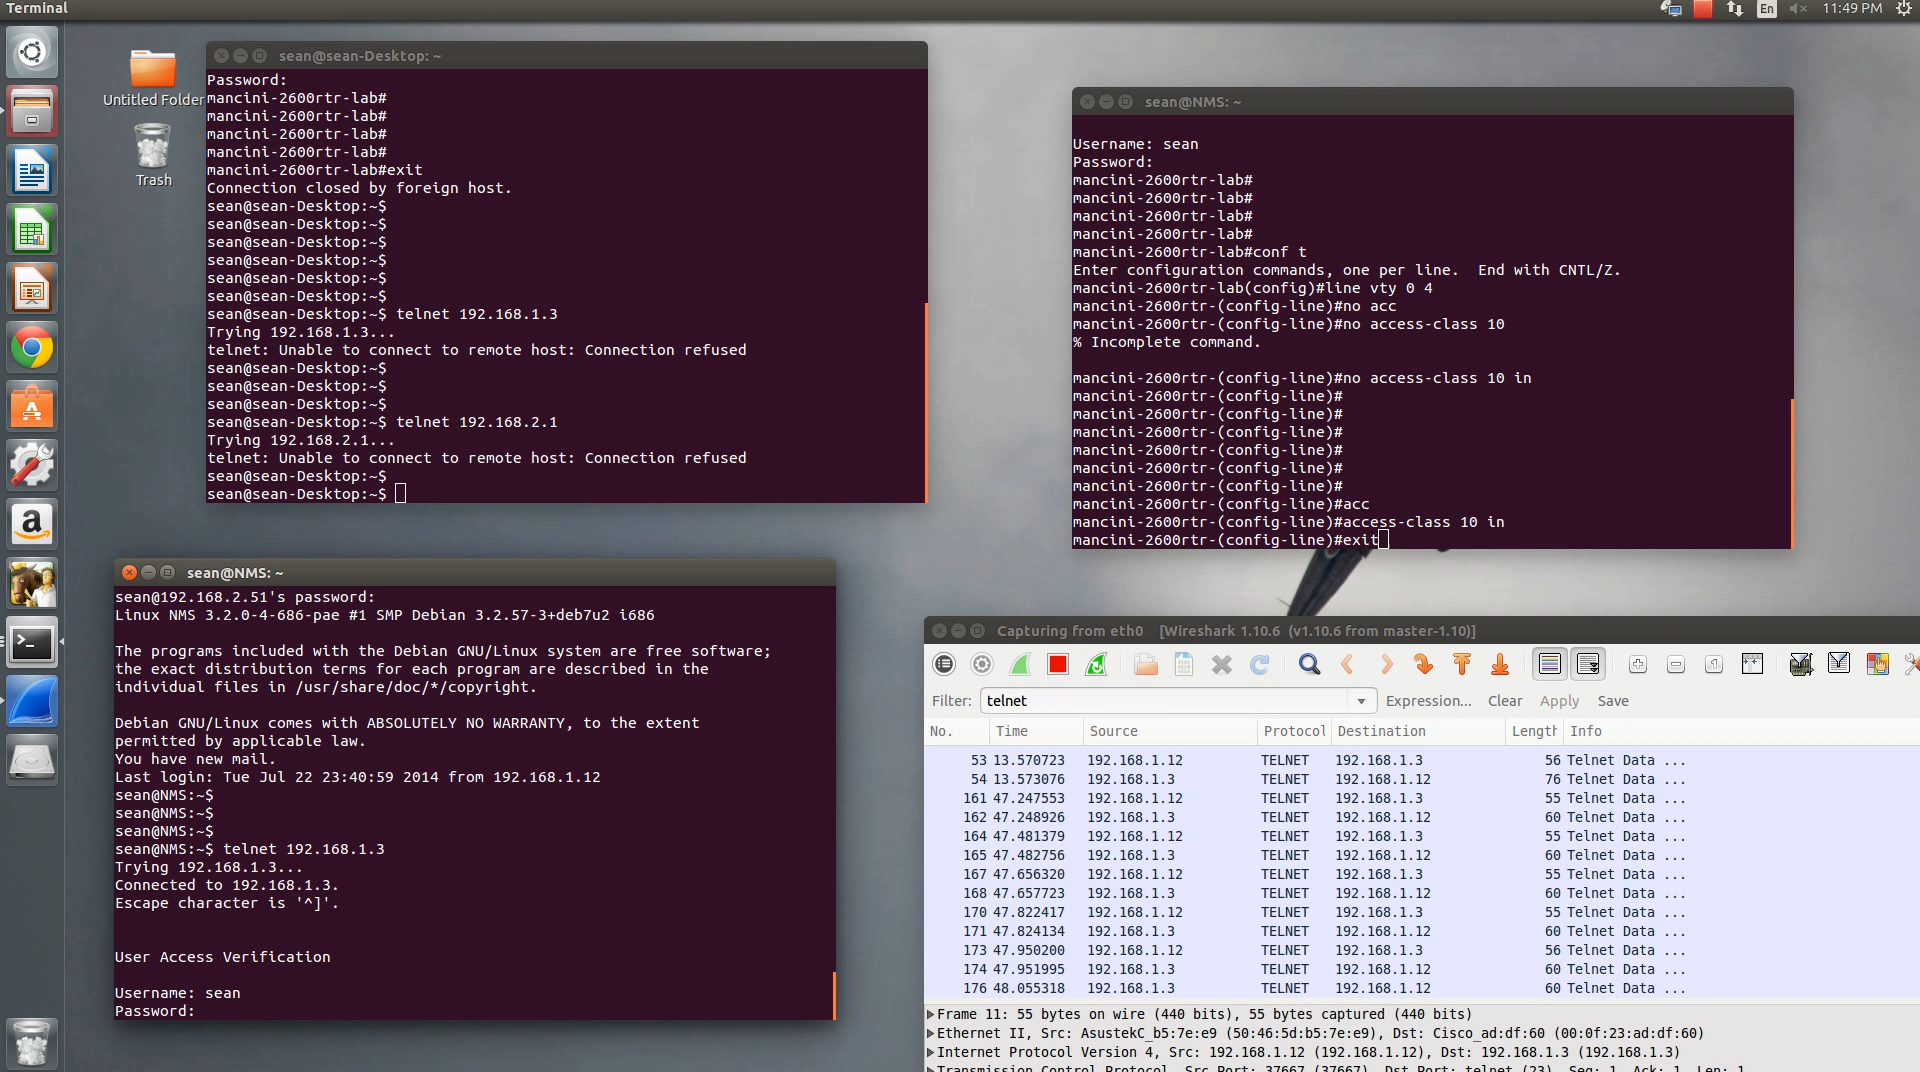 Terminal
En
11:49 PM
Untitled Folder
Trash
sean@sean-Desktop: ~
Password:
mancini-2600rtr-lab#
mancini-2600rtr-lab#
mancini-2600rtr-lab#
mancini-2600rtr-lab#
mancini-2600rtr-lab#exit
Connection closed by foreign host.
sean@sean-Desktop:~$
sean@sean-Desktop:~$
sean@sean-Desktop:~$
sean@sean-Desktop:~$
sean@sean-Desktop:~$
sean@sean-Desktop:~$
sean@sean-Desktop:~$ telnet 192.168.1.3
Trying 192.168.1.3...
telnet: Unable to connect to remote host: Connection refused
sean@sean-Desktop:~$
sean@sean-Desktop:~$
sean@sean-Desktop:~$
sean@sean-Desktop:~$ telnet 192.168.2.1
Trying 192.168.2.1...
telnet: Unable to connect to remote host: Connection refused
sean@sean-Desktop:~$
sean@sean-Desktop:~$
sean@NMS: ~
Username: sean
Password:
mancini-2600rtr-lab#
mancini-2600rtr-lab#
mancini-2600rtr-lab#
mancini-2600rtr-lab#
mancini-2600rtr-lab#conf t
Enter configuration commands, one per line.  End with CNTL/Z.
mancini-2600rtr-lab(config)#line vty 0 4
mancini-2600rtr-(config-line)#no acc
mancini-2600rtr-(config-line)#no access-class 10
% Incomplete command.
mancini-2600rtr-(config-line)#no access-class 10 in
mancini-2600rtr-(config-line)#
mancini-2600rtr-(config-line)#
mancini-2600rtr-(config-line)#
mancini-2600rtr-(config-line)#
mancini-2600rtr-(config-line)#
mancini-2600rtr-(config-line)#
mancini-2600rtr-(config-line)#acc
mancini-2600rtr-(config-line)#access-class 10 in
mancini-2600rtr-(config-line)#exit
sean@NMS: ~
sean@192.168.2.51's password:
Linux NMS 3.2.0-4-686-pae #1 SMP Debian 3.2.57-3+deb7u2 i686
The programs included with the Debian GNU/Linux system are free software;
the exact distribution terms for each program are described in the
individual files in /usr/share/doc/*/copyright.
Debian GNU/Linux comes with ABSOLUTELY NO WARRANTY, to the extent
permitted by applicable law.
You have new mail.
Last login: Tue Jul 22 23:40:59 2014 from 192.168.1.12
sean@NMS:~$
sean@NMS:~$
sean@NMS:~$
sean@NMS:~$ telnet 192.168.1.3
Trying 192.168.1.3...
Connected to 192.168.1.3.
Escape character is '^]'.
User Access Verification
Username: sean
Password:
Capturing from eth0   [Wireshark 1.10.6  (v1.10.6 from master-1.10)]
Filter: telnet Expression... Clear Apply Save
No. Time Source Protocol Destination Length Info
53 13.570723 192.168.1.12 TELNET 192.168.1.3 56 Telnet Data ...
54 13.573076 192.168.1.3 TELNET 192.168.1.12 76 Telnet Data ...
161 47.247553 192.168.1.12 TELNET 192.168.1.3 55 Telnet Data ...
162 47.248926 192.168.1.3 TELNET 192.168.1.12 60 Telnet Data ...
164 47.481379 192.168.1.12 TELNET 192.168.1.3 55 Telnet Data ...
165 47.482756 192.168.1.3 TELNET 192.168.1.12 60 Telnet Data ...
167 47.656320 192.168.1.12 TELNET 192.168.1.3 55 Telnet Data ...
168 47.657723 192.168.1.3 TELNET 192.168.1.12 60 Telnet Data ...
170 47.822417 192.168.1.12 TELNET 192.168.1.3 55 Telnet Data ...
171 47.824134 192.168.1.3 TELNET 192.168.1.12 60 Telnet Data ...
173 47.950200 192.168.1.12 TELNET 192.168.1.3 56 Telnet Data ...
174 47.951995 192.168.1.3 TELNET 192.168.1.12 60 Telnet Data ...
176 48.055318 192.168.1.3 TELNET 192.168.1.12 60 Telnet Data ...
Frame 11: 55 bytes on wire (440 bits), 55 bytes captured (440 bits)
Ethernet II, Src: AsustekC_b5:7e:e9 (50:46:5d:b5:7e:e9), Dst: Cisco_ad:df:60 (00:0f:23:ad:df:60)
Internet Protocol Version 4, Src: 192.168.1.12 (192.168.1.12), Dst: 192.168.1.3 (192.168.1.3)
Transmission Control Protocol, Src Port: 37667 (37667), Dst Port: telnet (23), Seq: 1, Ack: 1, Len: 1